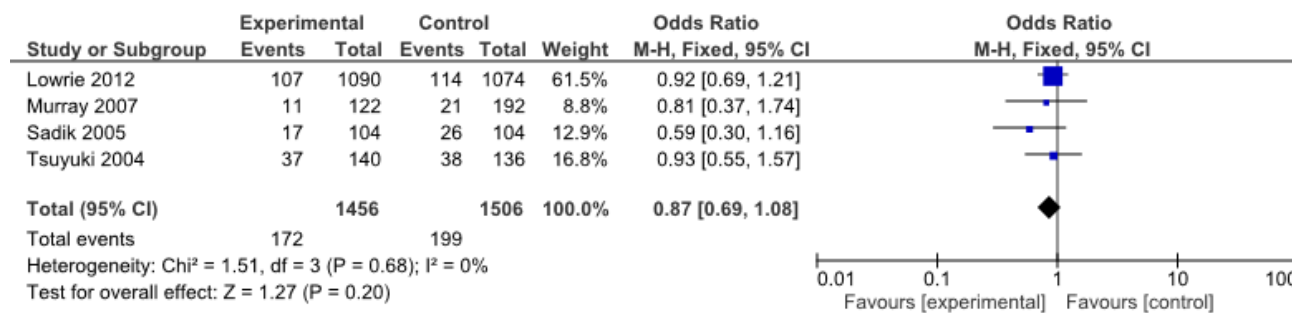 Experimental Control Odds Ratio Odds Ratio
Study or Subgroup Events Total Events Total Weight M-H, Fixed, 95% CI M-H, Fixed, 95% CI
Lowrie 2012 107 1090 114 1074 61.5% 0.92 [0.69, 1.21]
Murray 2007 11 122 21 192 8.8% 0.81 [0.37, 1.74]
Sadik 2005 17 104 26 104 12.9% 0.59 [0.30, 1.16]
Tsuyuki 2004 37 140 38 136 16.8% 0.93 [0.55, 1.57]
Total (95% CI) 1456 1506 100.0% 0.87 [0.69, 1.08]
Total events 172 199
Heterogeneity: Chi² = 1.51, df = 3 (P = 0.68); I² = 0%
Test for overall effect: Z = 1.27 (P = 0.20)
0.01 0.1 1 10 100
Favours [experimental] Favours [control]